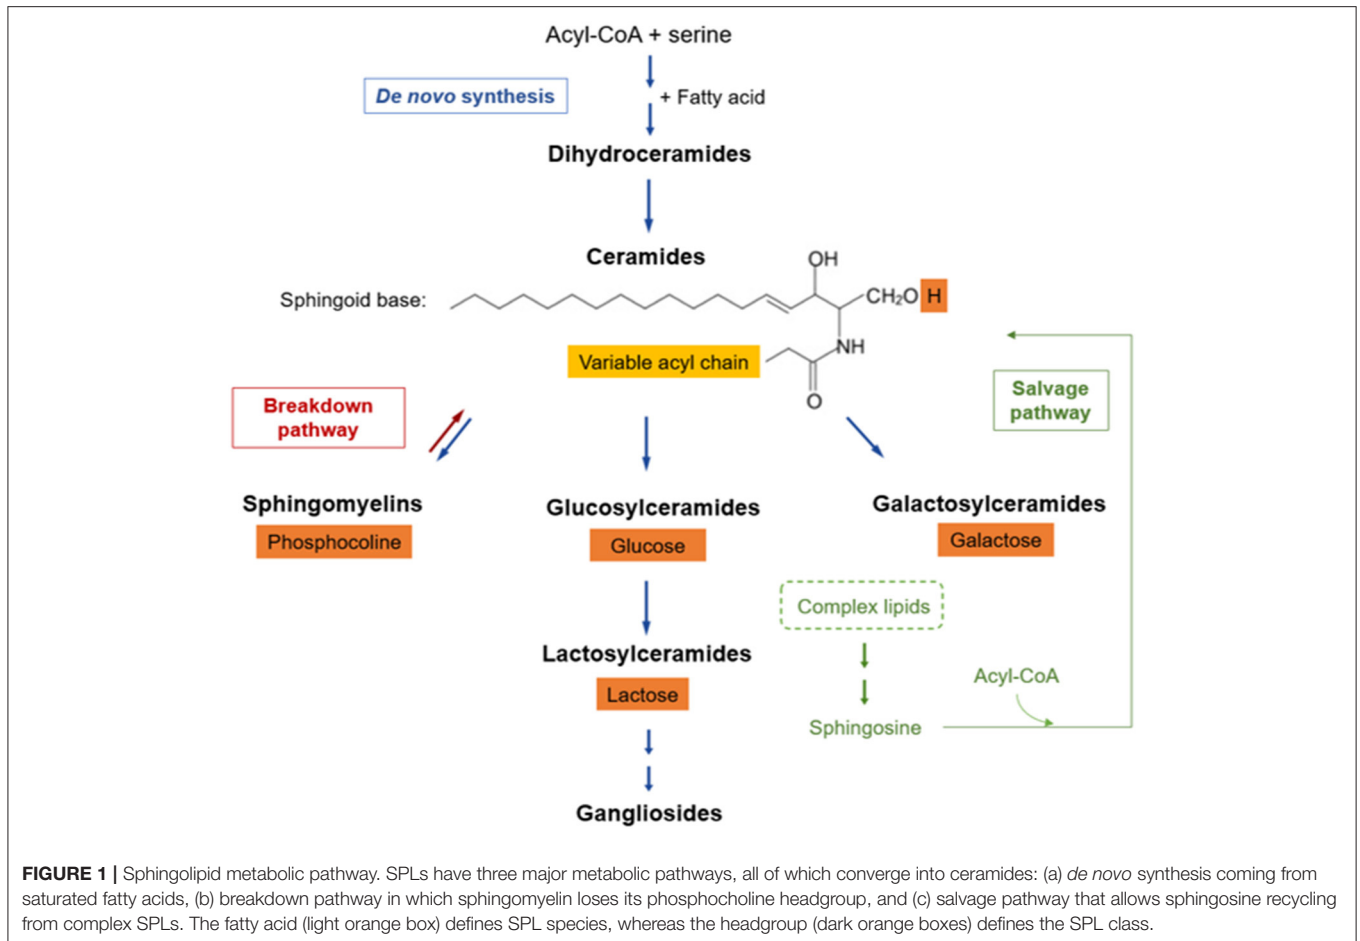 Acyl-CoA + serine
De novo synthesis
+ Fatty acid
Dihydroceramides
Ceramides
OH
Sphingoid base:
CH₂O H
NH
Variable acyl chain
O
Breakdown
pathway
Salvage
pathway
Sphingomyelins
Phosphocoline
Glucosylceramides
Glucose
Galactosylceramides
Galactose
Complex lipids
Lactosylceramides
Lactose
Acyl-CoA
Sphingosine
Gangliosides
FIGURE 1 | Sphingolipid metabolic pathway. SPLs have three major metabolic pathways, all of which converge into ceramides: (a) de novo synthesis coming from
saturated fatty acids, (b) breakdown pathway in which sphingomyelin loses its phosphocholine headgroup, and (c) salvage pathway that allows sphingosine recycling
from complex SPLs. The fatty acid (light orange box) defines SPL species, whereas the headgroup (dark orange boxes) defines the SPL class.